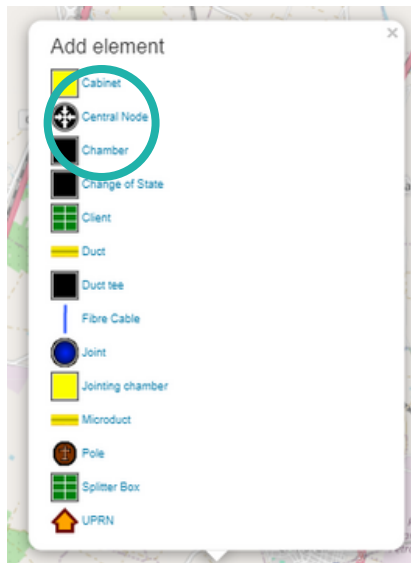 Add element
×
Cabinet
Central Node
Chamber
Change of State
Client
Duct
Duct tee
Fibre Cable
Joint
Jointing chamber
Microduct
Pole
Splitter Box
UPRN